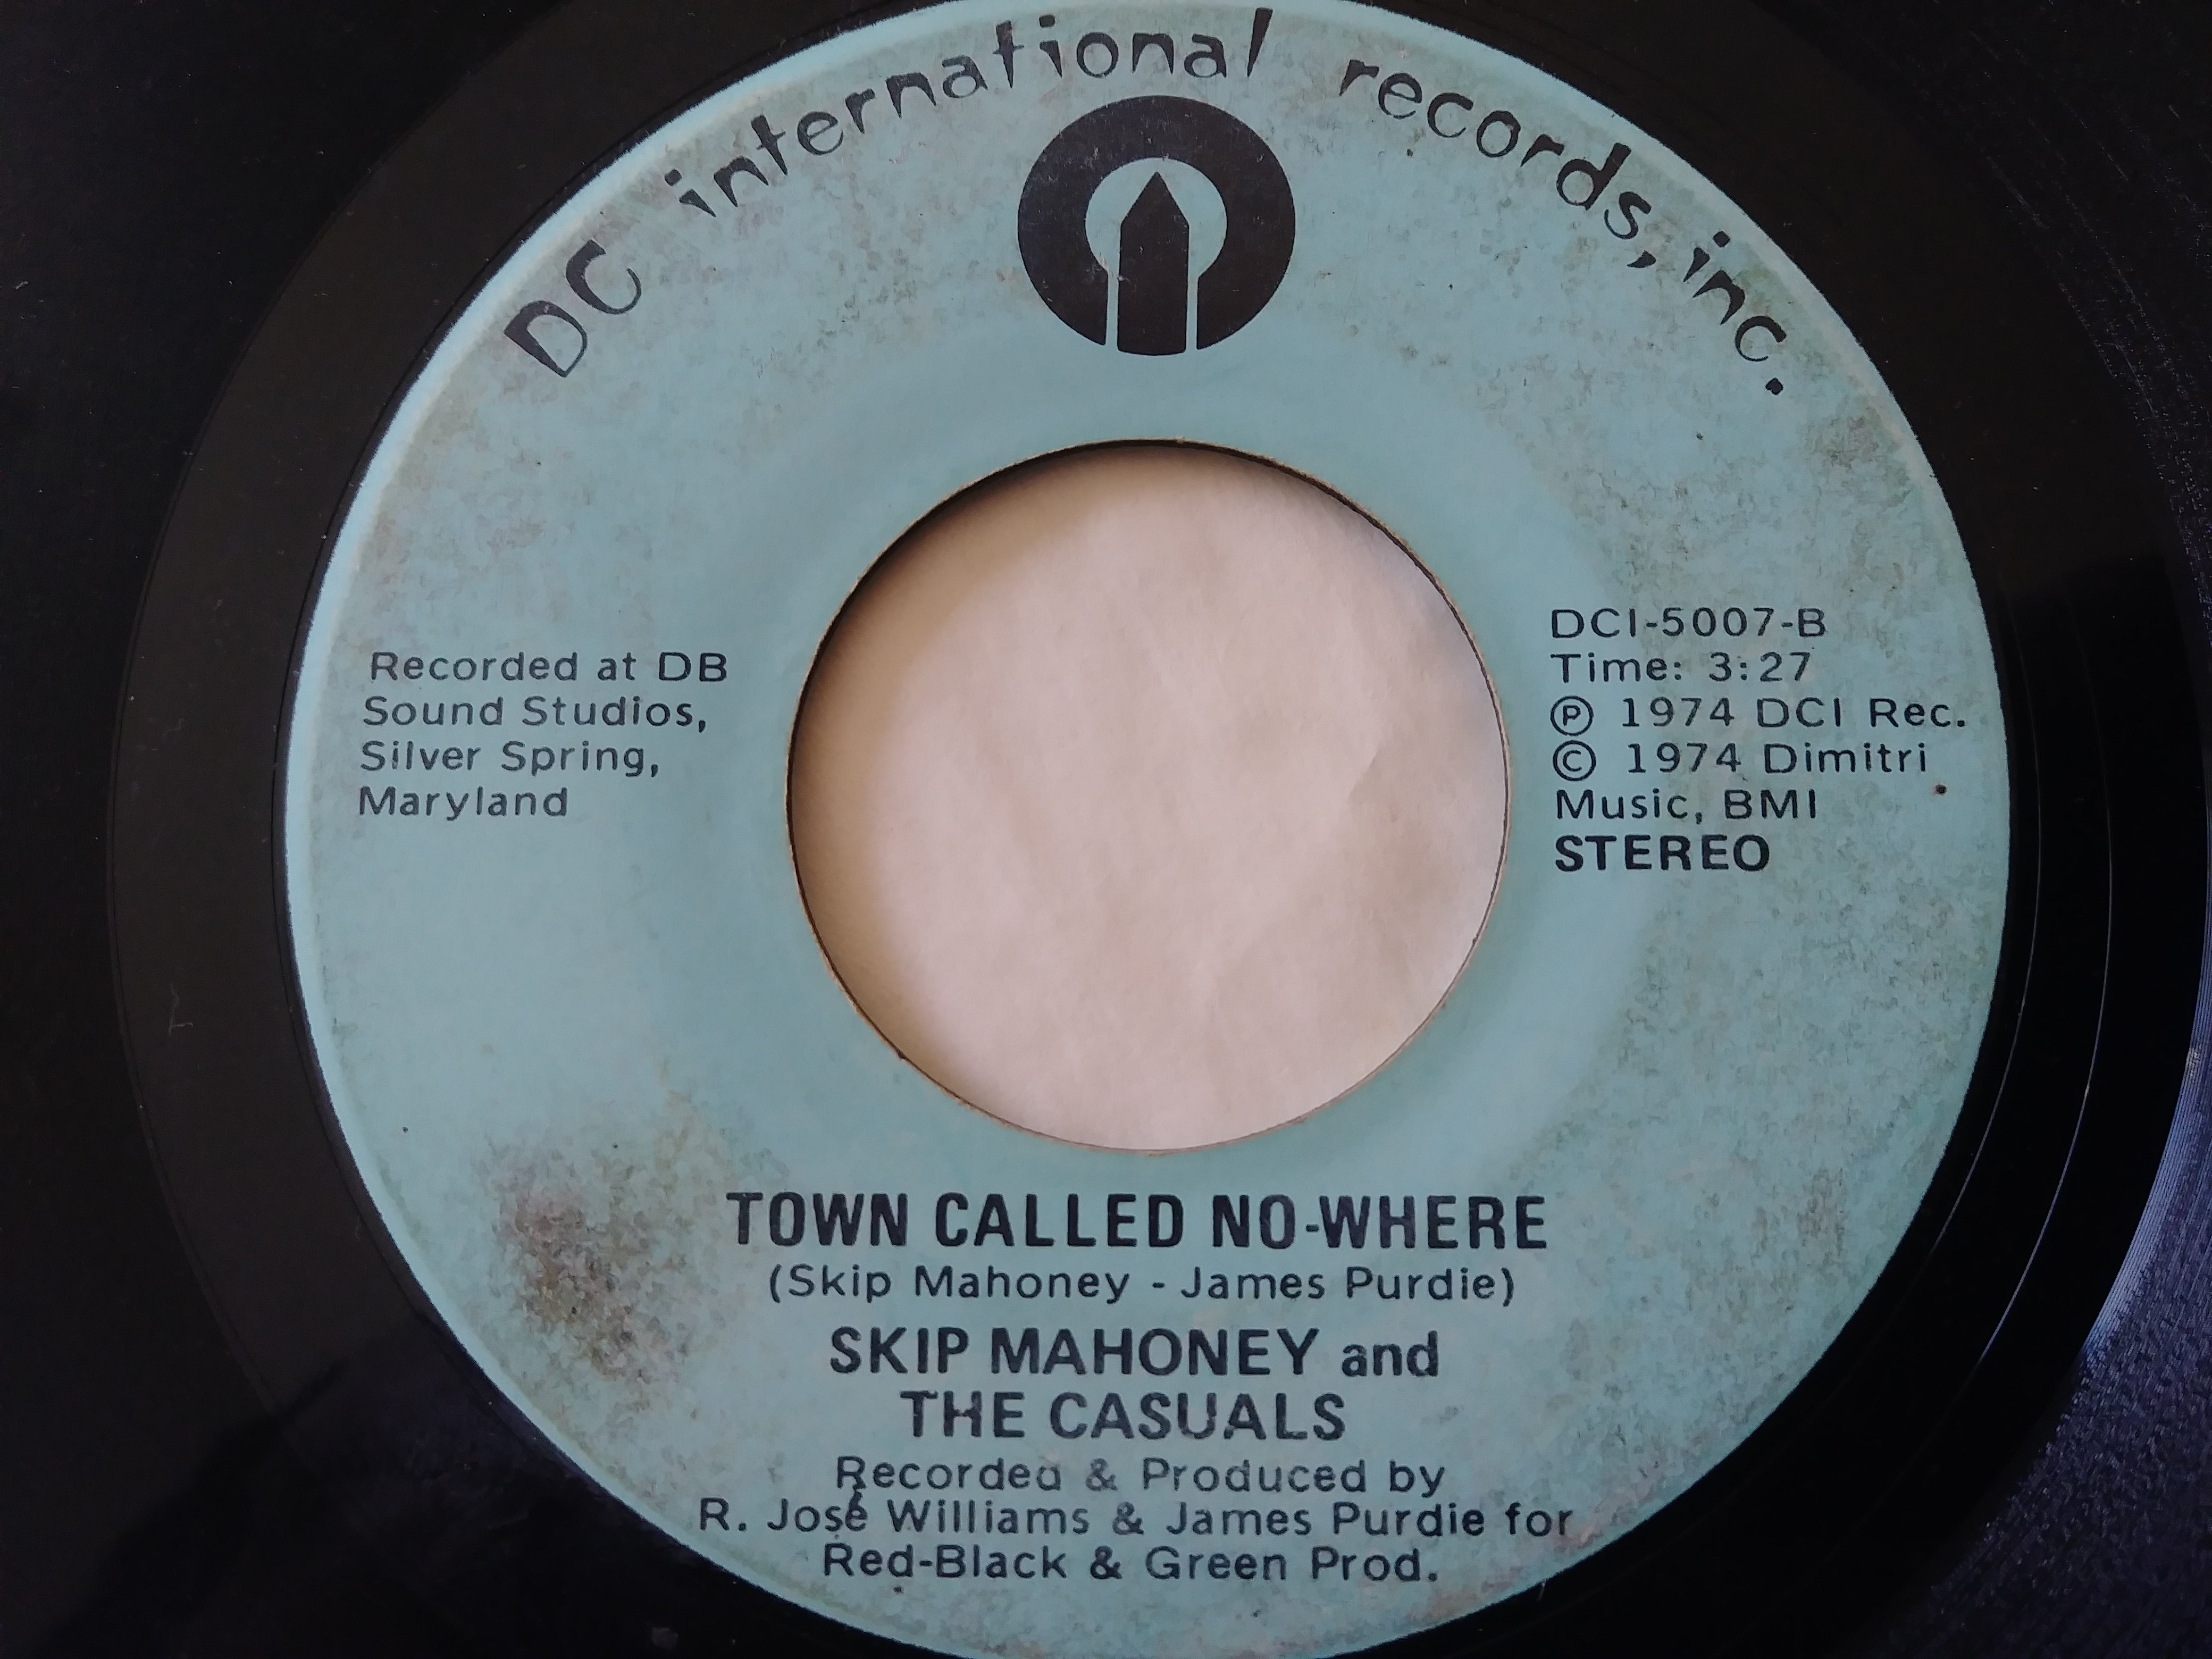 DC international records, inc.
Recorded at DB
Sound Studios,
Silver Spring,
Maryland
DCI-5007-B
Time: 3:27
Ⓟ 1974 DCI Rec.
© 1974 Dimitri
Music, BMI
STEREO
TOWN CALLED NO-WHERE
(Skip Mahoney - James Purdie)
SKIP MAHONEY and
THE CASUALS
Recorded & Produced by
R. José Williams & James Purdie for
Red-Black & Green Prod.